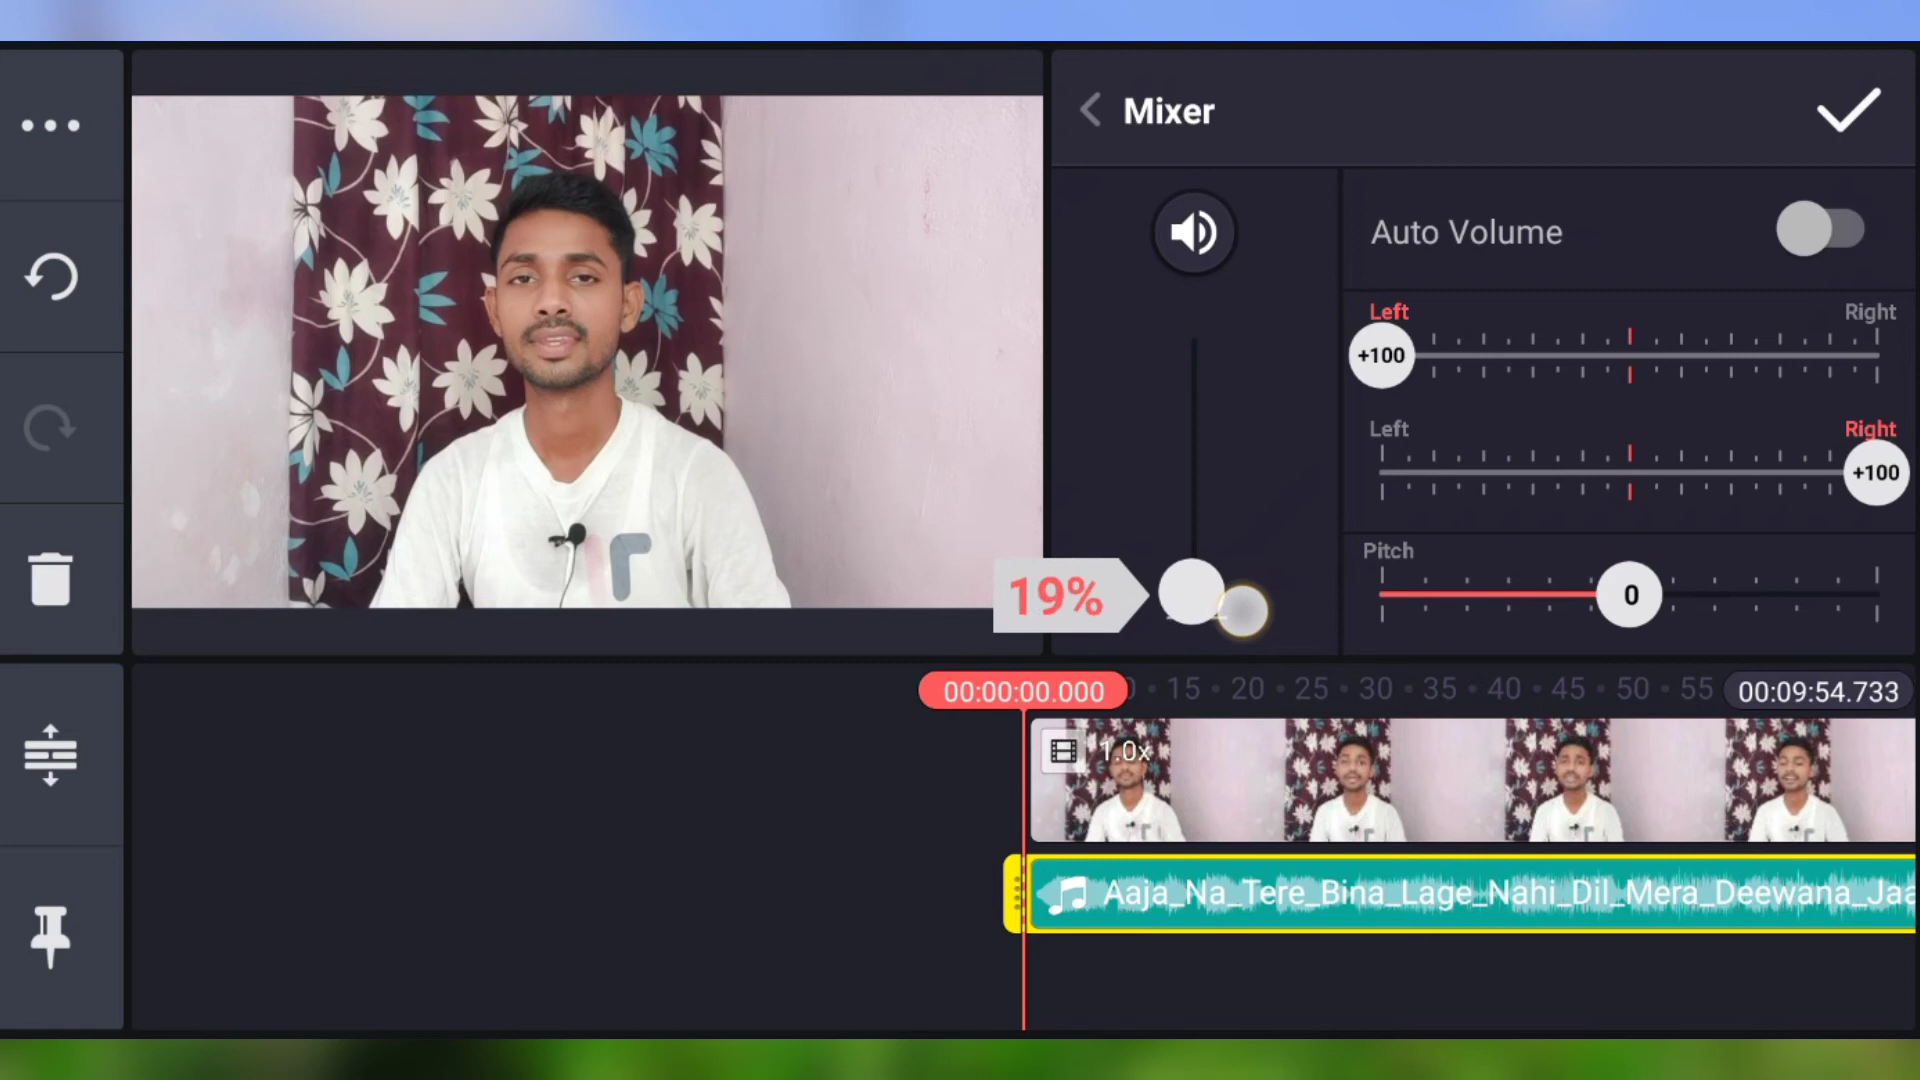 Mixer
Auto Volume
Left
Right
+100
Left
Right
+100
Pitch
0
19%
00:00:00.000
15 20 25 30 35 40 45 50 55
00:09:54.733
1.0x
Aaja_Na_Tere_Bina_Lage_Nahi_Dil_Mera_Deewana_Jaa